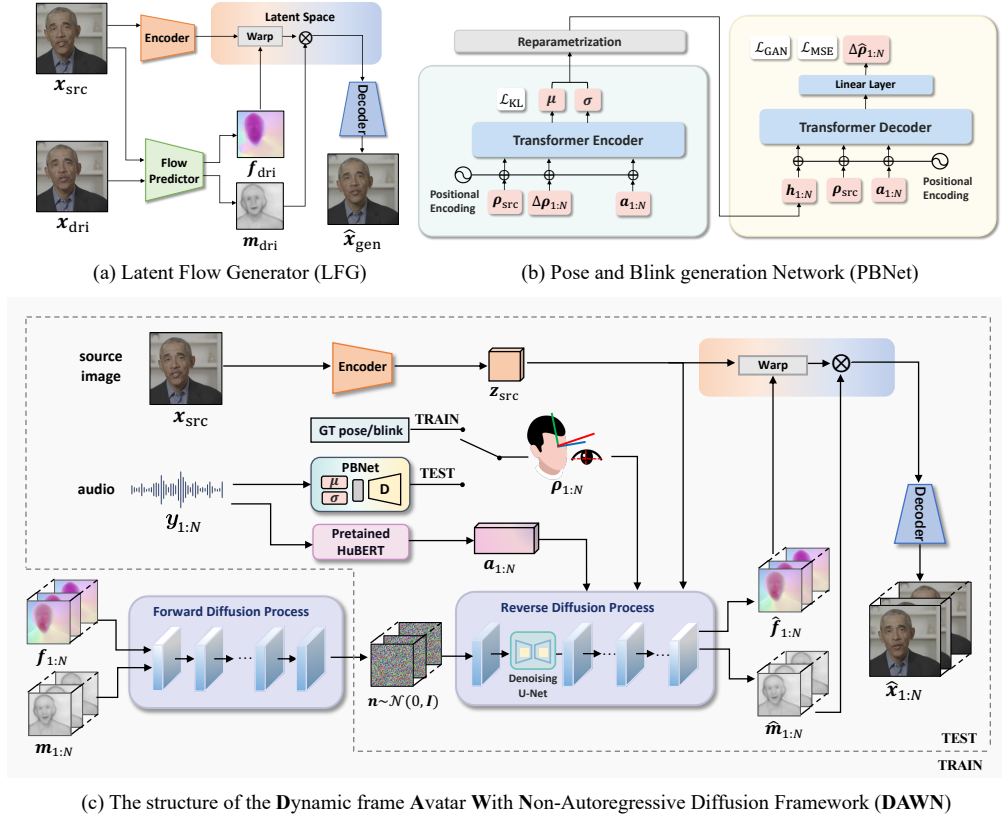 Latent Space
Encoder
Warp
⊗
x_src
Decoder
Flow
Predictor
f_dri
x_dri
m_dri
x̂_gen
(a) Latent Flow Generator (LFG)
Reparametrization
ℒ_KL
μ
σ
Transformer Encoder
Positional
Encoding
ρ_src
Δρ_1:N
a_1:N
ℒ_GAN
ℒ_MSE
Δρ̂_1:N
Linear Layer
Transformer Decoder
h_1:N
ρ_src
a_1:N
Positional
Encoding
(b) Pose and Blink generation Network (PBNet)
source
image
x_src
Encoder
z_src
Warp
⊗
GT pose/blink
TRAIN
PBNet
μ
σ
D
TEST
ρ_1:N
audio
y_1:N
Pretained
HuBERT
a_1:N
Decoder
f_1:N
m_1:N
Forward Diffusion Process
...
n~𝒩(0, I)
Reverse Diffusion Process
Denoising
U-Net
...
...
f̂_1:N
m̂_1:N
x̂_1:N
TEST
TRAIN
(c) The structure of the Dynamic frame Avatar With Non-Autoregressive Diffusion Framework (DAWN)